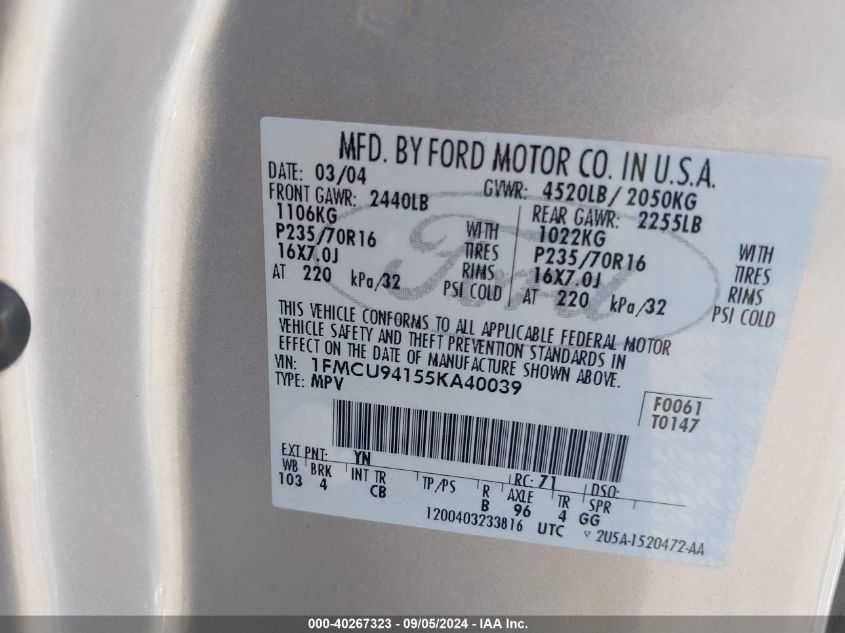 MFD. BY FORD MOTOR CO. IN U.S.A.
DATE: 03/04 GVWR: 4520LB/ 2050KG
FRONT GAWR: 2440LB REAR GAWR: 2255LB
1106KG WITH 1022KG WITH
P235/70R16 TIRES P235/70R16 TIRES
16X7.0J RIMS 16X7.0J RIMS
AT 220 kPa/32 PSI COLD AT 220 kPa/32 PSI COLD
Ford
THIS VEHICLE CONFORMS TO ALL APPLICABLE FEDERAL MOTOR
VEHICLE SAFETY AND THEFT PREVENTION STANDARDS IN
EFFECT ON THE DATE OF MANUFACTURE SHOWN ABOVE.
VIN: 1FMCU94155KA40039
TYPE: MPV
F0061
T0147
EXT PNT: YN RC: 71 DSO:
WB BRK INT TR TP/PS R AXLE TR SPR
103 4 CB B 96 4 GG
1200403233816 UTC ▽ 2U5A-1520472-AA
000-40267323 - 09/05/2024 - IAA Inc.